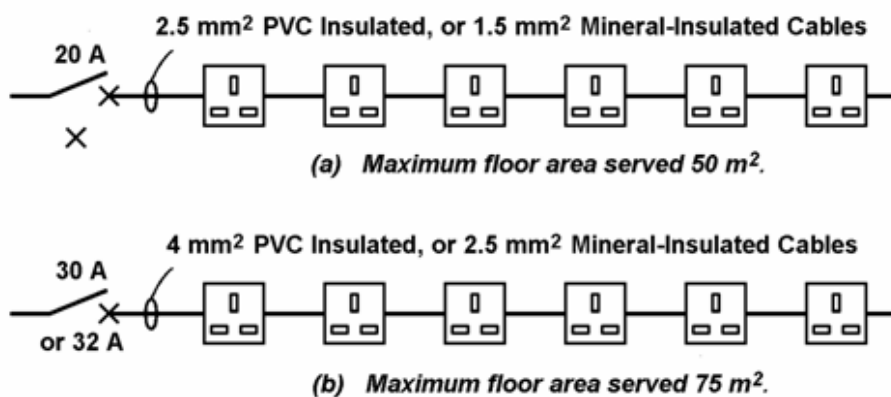 2.5 mm² PVC Insulated, or 1.5 mm² Mineral-Insulated Cables
20 A
(a) Maximum floor area served 50 m².
4 mm² PVC Insulated, or 2.5 mm² Mineral-Insulated Cables
30 A
or 32 A
(b) Maximum floor area served 75 m².